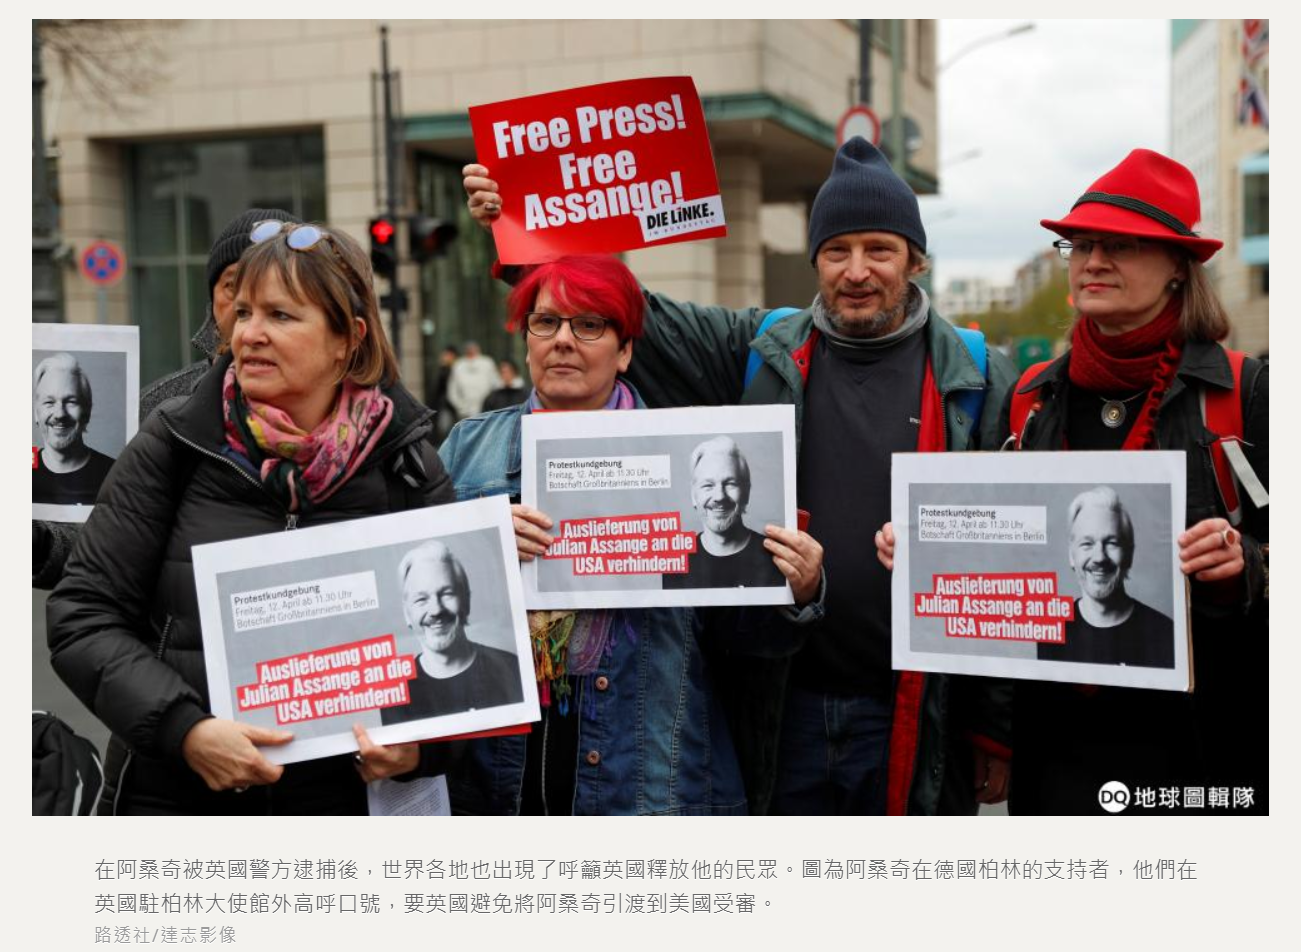 Free Press!
Free
Assange!
DIE LINKE.
IM BUNDESTAG
Protestkundgebung
Freitag, 12. April ab 11.30 Uhr
Botschaft Großbritanniens in Berlin
Auslieferung von
Julian Assange an die
USA verhindern!
Protestkundgebung
Freitag, 12. April ab 11.30 Uhr
Botschaft Großbritanniens in Berlin
Auslieferung von
Julian Assange an die
USA verhindern!
Protestkundgebung
Freitag, 12. April ab 11.30 Uhr
Botschaft Großbritanniens in Berlin
Auslieferung von
Julian Assange an die
USA verhindern!
DQ 地球圖輯隊
在阿桑奇被英國警方逮捕後，世界各地也出現了呼籲英國釋放他的民眾。圖為阿桑奇在德國柏林的支持者，他們在
英國駐柏林大使館外高呼口號，要英國避免將阿桑奇引渡到美國受審。
路透社/達志影像